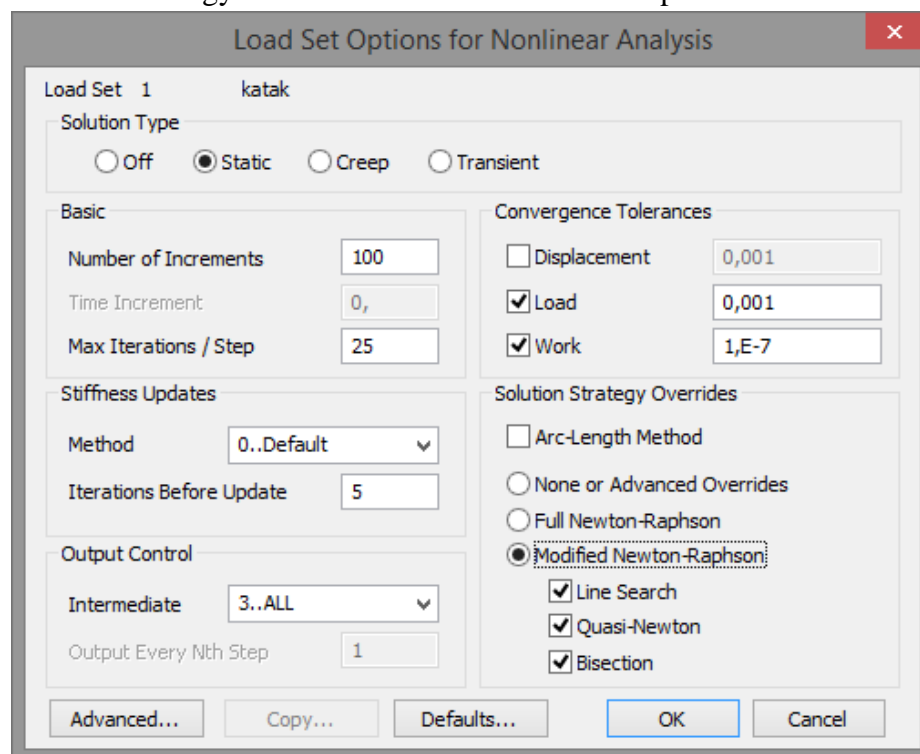 Load Set Options for Nonlinear Analysis
Load Set 1 katak
Solution Type
Off Static Creep Transient
Basic
Number of Increments 100
Time Increment 0,
Max Iterations / Step 25
Convergence Tolerances
Displacement 0,001
Load 0,001
Work 1,E-7
Stiffness Updates
Method 0..Default
Iterations Before Update 5
Solution Strategy Overrides
Arc-Length Method
None or Advanced Overrides
Full Newton-Raphson
Modified Newton-Raphson
Line Search
Quasi-Newton
Bisection
Output Control
Intermediate 3..ALL
Output Every Nth Step 1
Advanced... Copy... Defaults... OK Cancel